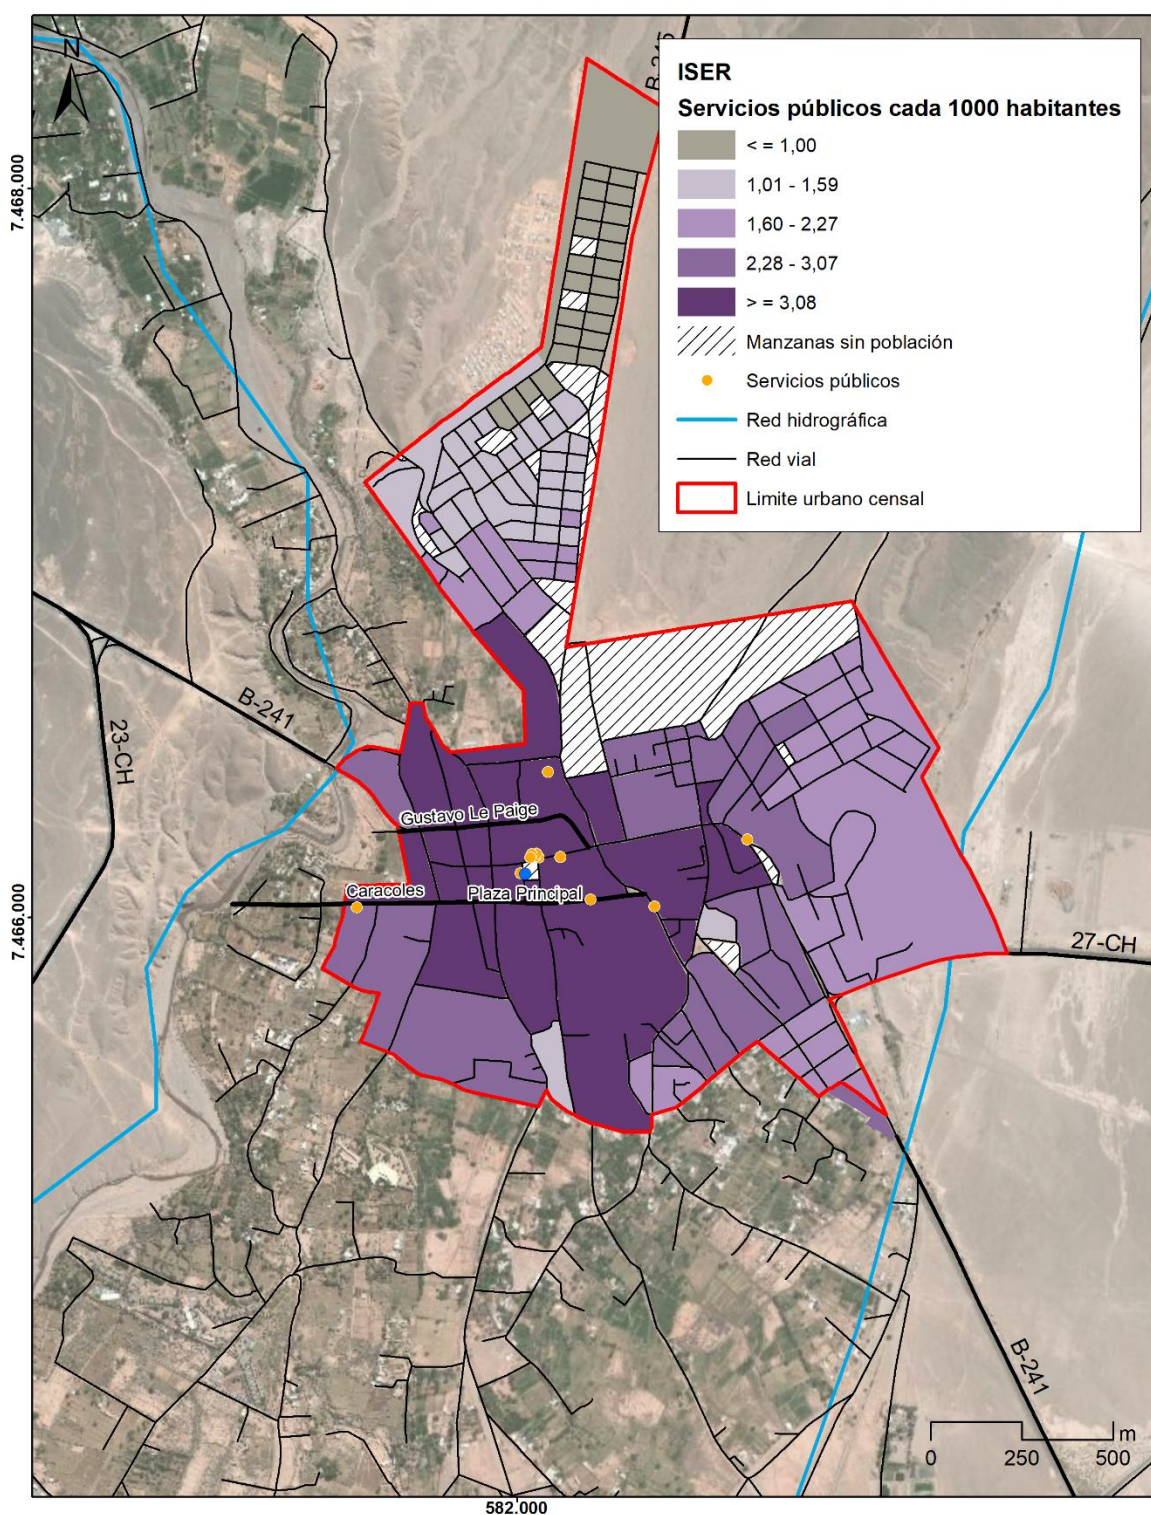 N
B-245
ISER
Servicios públicos cada 1000 habitantes
< = 1,00
1,01 - 1,59
1,60 - 2,27
2,28 - 3,07
> = 3,08
Manzanas sin población
Servicios públicos
Red hidrográfica
Red vial
Limite urbano censal
7.468.000
B-241
23-CH
Gustavo Le Paige
Caracoles
Plaza Principal
7.466.000
27-CH
B-241
m
0 250 500
582.000